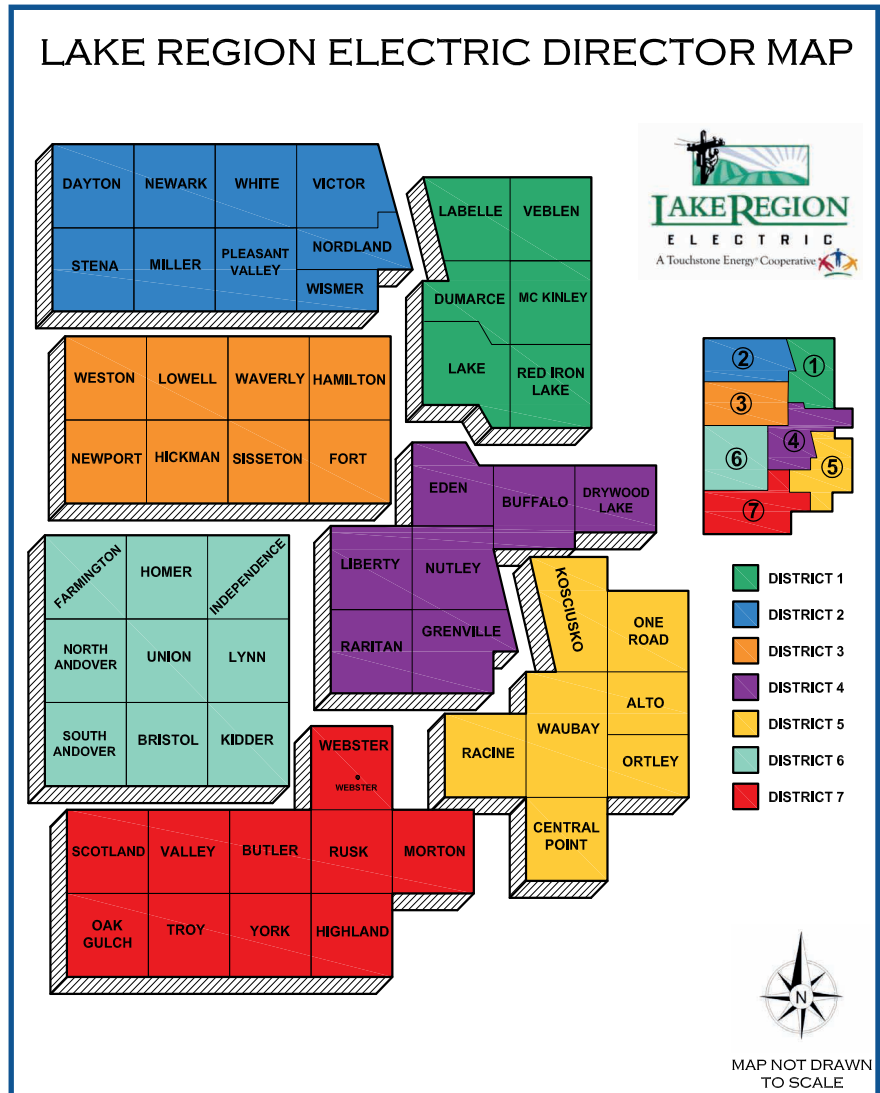 LAKE REGION ELECTRIC DIRECTOR MAP
LAKE REGION
ELECTRIC
A Touchstone Energy® Cooperative
DAYTON
NEWARK
WHITE
VICTOR
STENA
MILLER
PLEASANT
VALLEY
NORDLAND
WISMER
LABELLE
VEBLEN
DUMARCE
MC KINLEY
LAKE
RED IRON
LAKE
WESTON
LOWELL
WAVERLY
HAMILTON
NEWPORT
HICKMAN
SISSETON
FORT
2
1
3
4
6
5
7
EDEN
BUFFALO
DRYWOOD
LAKE
LIBERTY
NUTLEY
RARITAN
GRENVILLE
FARMINGTON
HOMER
INDEPENDENCE
NORTH
ANDOVER
UNION
LYNN
SOUTH
ANDOVER
BRISTOL
KIDDER
KOSCIUSKO
ONE
ROAD
WAUBAY
ALTO
RACINE
ORTLEY
CENTRAL
POINT
DISTRICT 1
DISTRICT 2
DISTRICT 3
DISTRICT 4
DISTRICT 5
DISTRICT 6
DISTRICT 7
WEBSTER
WEBSTER
SCOTLAND
VALLEY
BUTLER
RUSK
MORTON
OAK
GULCH
TROY
YORK
HIGHLAND
N
MAP NOT DRAWN
TO SCALE